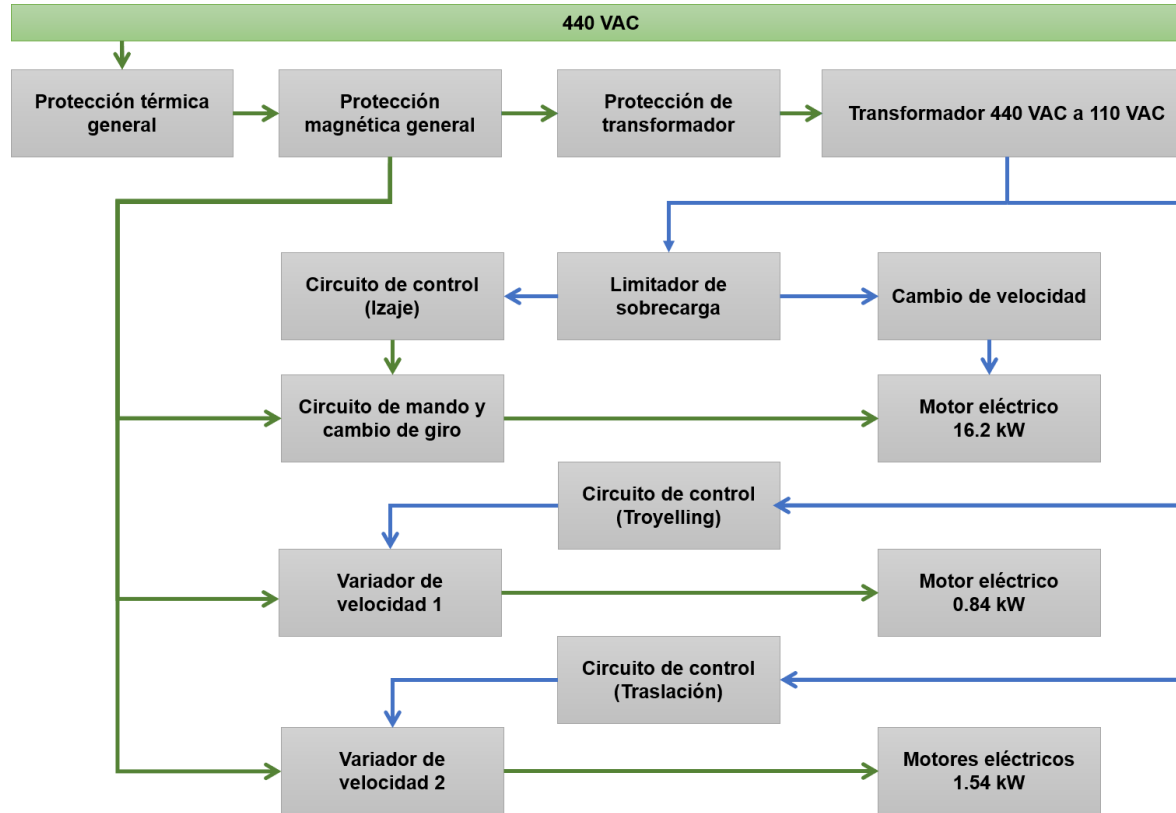 440 VAC
Protección térmica
general
Protección
magnética general
Protección de
transformador
Transformador 440 VAC a 110 VAC
Circuito de control
(Izaje)
Limitador de
sobrecarga
Cambio de velocidad
Circuito de mando y
cambio de giro
Motor eléctrico
16.2 kW
Circuito de control
(Troyelling)
Variador de
velocidad 1
Motor eléctrico
0.84 kW
Circuito de control
(Traslación)
Variador de
velocidad 2
Motores eléctricos
1.54 kW